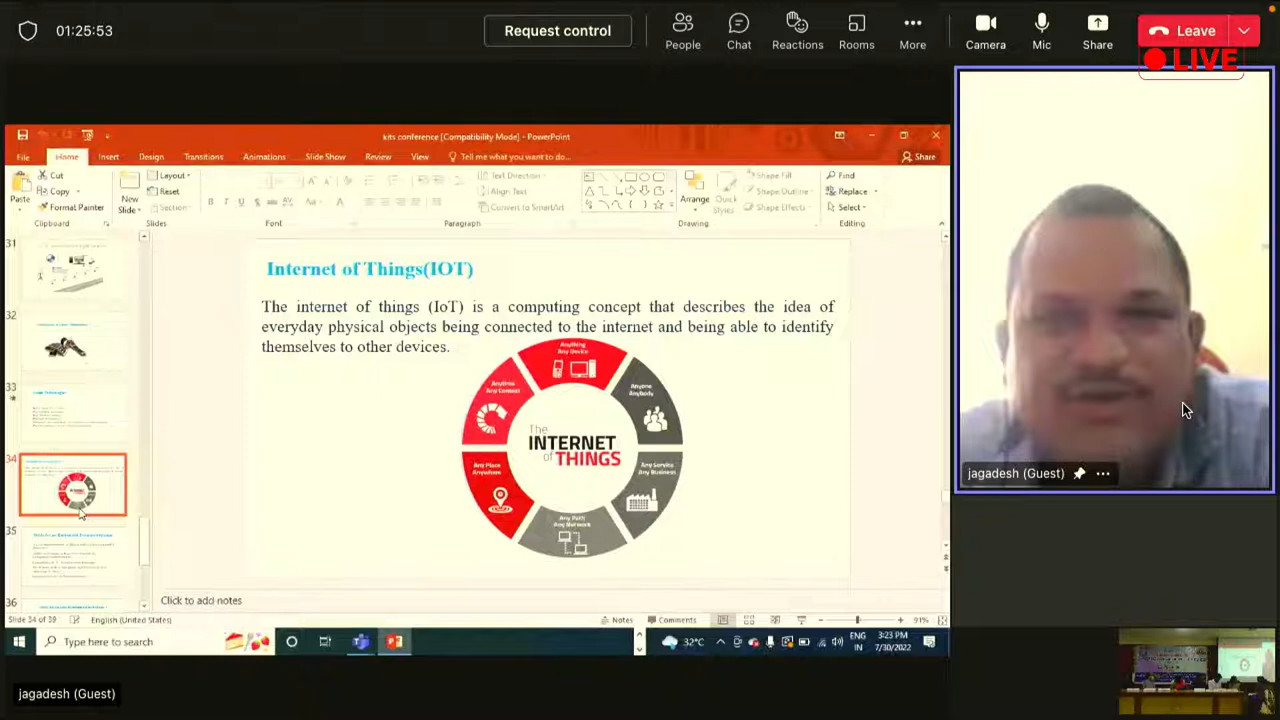 01:25:53
Request control
People
Chat
Reactions
Rooms
More
Camera
Mic
Share
Leave
LIVE
kits conference [Compatibility Mode] - PowerPoint
File
Home
Insert
Design
Transitions
Animations
Slide Show
Review
View
Tell me what you want to do...
Share
Paste
Cut
Copy
Format Painter
Clipboard
New
Slide
Layout
Reset
Section
Slides
Font
Text Direction
Align Text
Convert to SmartArt
Paragraph
Arrange
Quick
Styles
Shape Fill
Shape Outline
Shape Effects
Drawing
Find
Replace
Select
Editing
31
32
33
34
35
36
Internet of Things(IOT)
The internet of things (IoT) is a computing concept that describes the idea of
everyday physical objects being connected to the internet and being able to identify
themselves to other devices.
Anything
Any Device
Anyone
Anybody
Any Service
Any Business
Any Path
Any Network
Any Place
Anywhere
The
INTERNET
of THINGS
Click to add notes
Slide 34 of 39
English (United States)
Notes
Comments
91%
Type here to search
32°C
ENG
IN
3:23 PM
7/30/2022
jagadesh (Guest)
jagadesh (Guest)